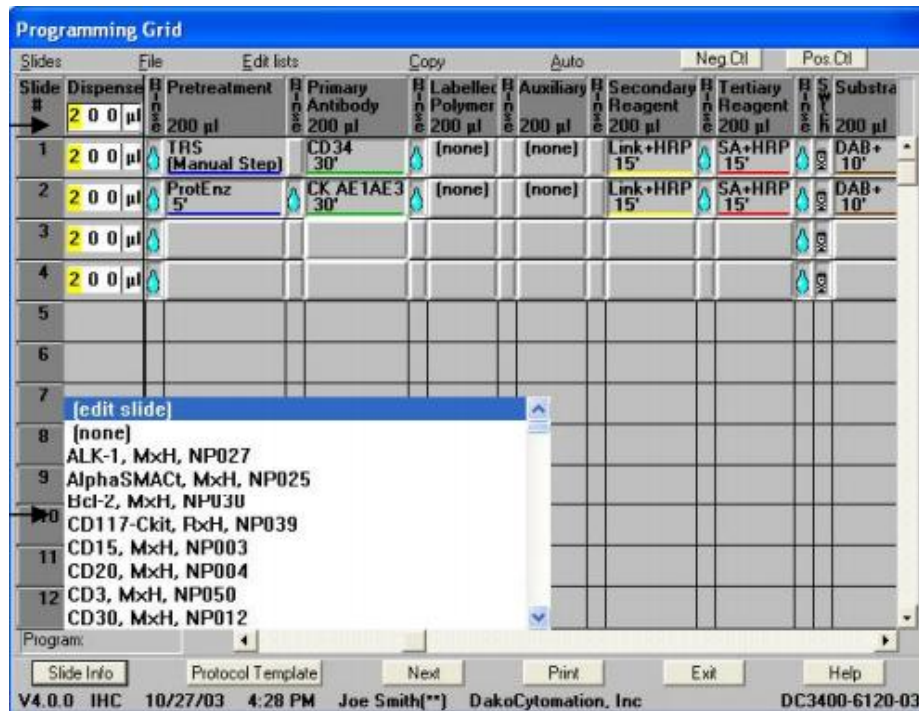 Programming Grid
Slides File Edit lists Copy Auto Neg.Ctl Pos.Ctl
Slide # Dispense 2 0 0 µl Rinse Pretreatment 200 µl Rinse Primary Antibody 200 µl Rinse Labelled Polymer 200 µl Rinse Auxiliary 200 µl Rinse Secondary Reagent 200 µl Rinse Tertiary Reagent 200 µl Rinse Substra 200 µl
1 2 0 0 µl TRS (Manual Step) CD34 30' (none) (none) Link+HRP 15' SA+HRP 15' DAB+ 10'
2 2 0 0 µl ProtEnz 5' CK AE1AE3 30' (none) (none) Link+HRP 15' SA+HRP 15' DAB+ 10'
3 2 0 0 µl
4 2 0 0 µl
5
6
7
(edit slide)
8 (none)
ALK-1, MxH, NP027
9 AlphaSMACt, MxH, NP025
Bcl-2, MxH, NP030
10 CD117-Ckit, RxH, NP039
11 CD15, MxH, NP003
CD20, MxH, NP004
12 CD3, MxH, NP050
CD30, MxH, NP012
Program:
Slide Info Protocol Template Next Print Exit Help
V4.0.0 IHC 10/27/03 4:28 PM Joe Smith(**) DakoCytomation, Inc DC3400-6120-03